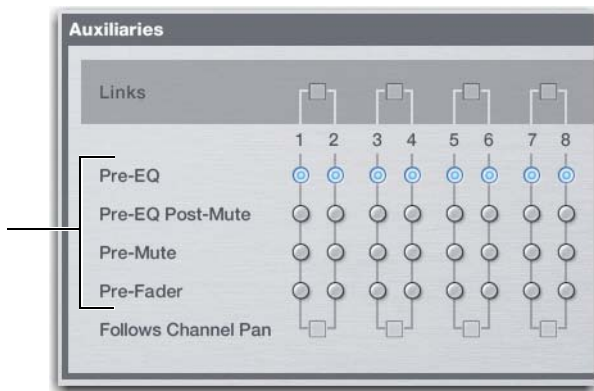 Auxiliaries
Links
1 2 3 4 5 6 7 8
Pre-EQ
Pre-EQ Post-Mute
Pre-Mute
Pre-Fader
Follows Channel Pan